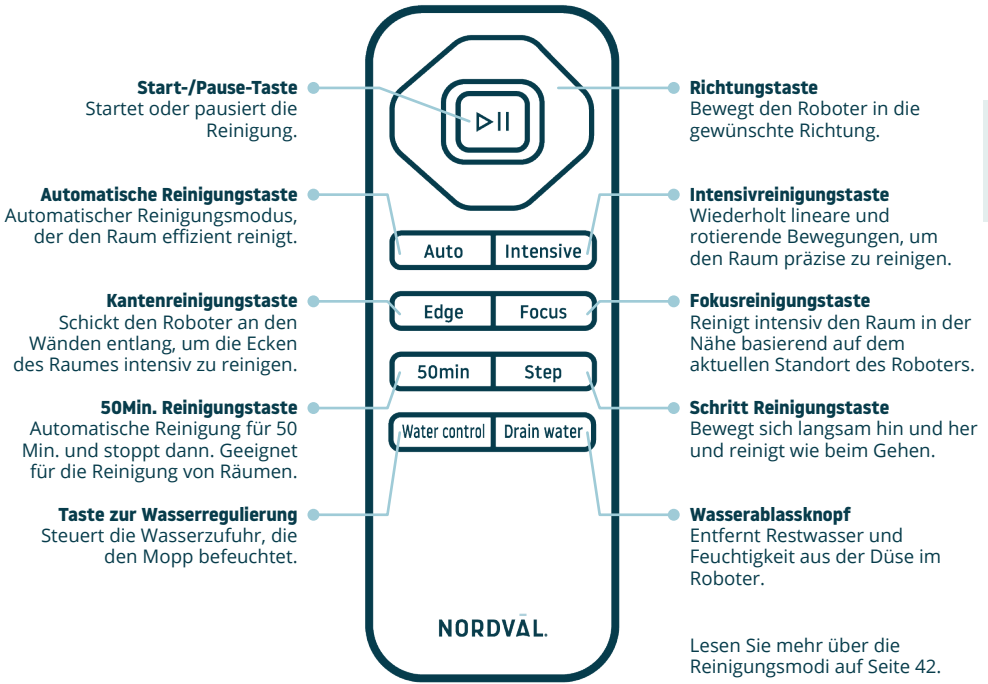 Start-/Pause-Taste
Startet oder pausiert die
Reinigung.
Automatische Reinigungstaste
Automatischer Reinigungsmodus,
der den Raum effizient reinigt.
Kantenreinigungstaste
Schickt den Roboter an den
Wänden entlang, um die Ecken
des Raumes intensiv zu reinigen.
50Min. Reinigungstaste
Automatische Reinigung für 50
Min. und stoppt dann. Geeignet
für die Reinigung von Räumen.
Taste zur Wasserregulierung
Steuert die Wasserzufuhr, die
den Mopp befeuchtet.
Auto Intensive
Edge Focus
50min Step
Water control Drain water
NORDVĀL.
Richtungstaste
Bewegt den Roboter in die
gewünschte Richtung.
Intensivreinigungstaste
Wiederholt lineare und
rotierende Bewegungen, um
den Raum präzise zu reinigen.
Fokusreinigungstaste
Reinigt intensiv den Raum in der
Nähe basierend auf dem
aktuellen Standort des Roboters.
Schritt Reinigungstaste
Bewegt sich langsam hin und her
und reinigt wie beim Gehen.
Wasserablassknopf
Entfernt Restwasser und
Feuchtigkeit aus der Düse im
Roboter.
Lesen Sie mehr über die
Reinigungsmodi auf Seite 42.